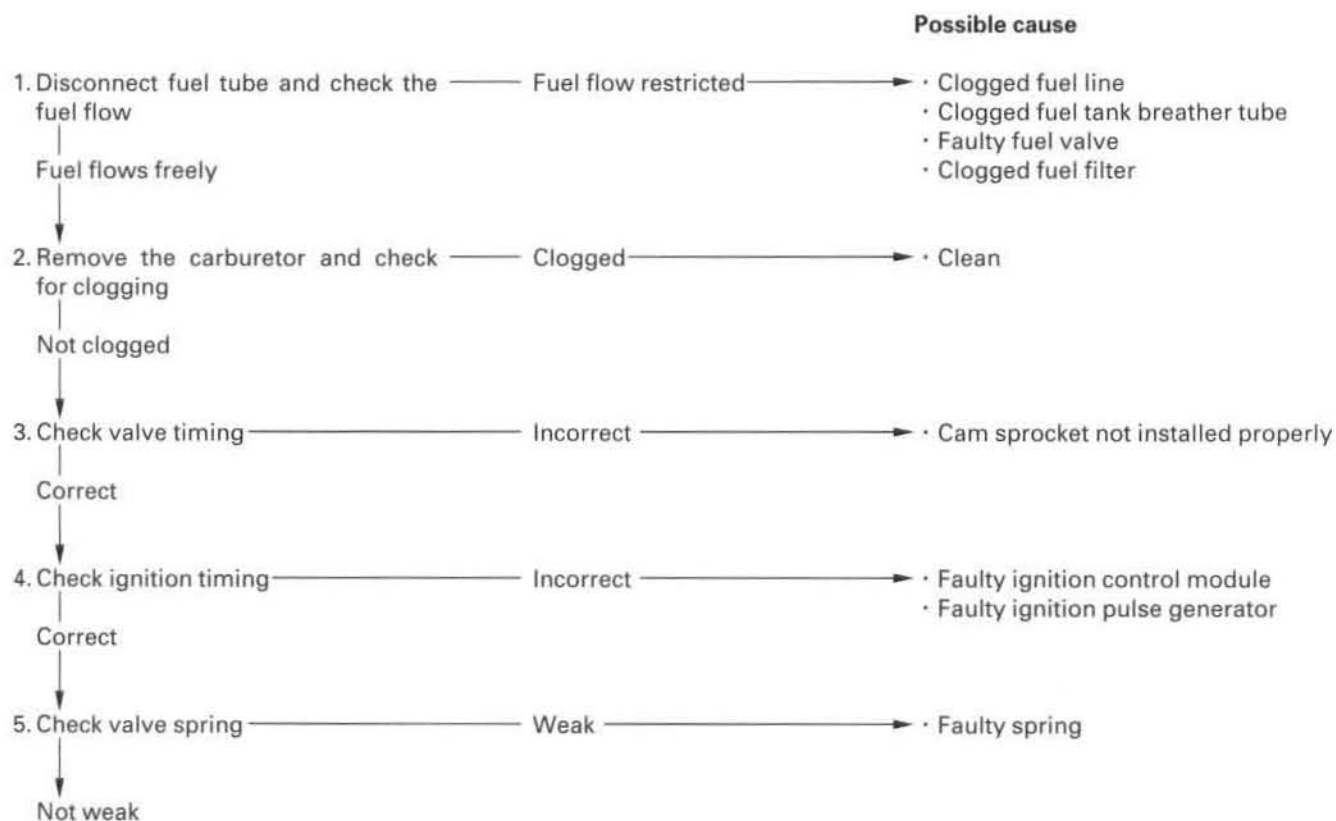 Possible cause
1. Disconnect fuel tube and check the fuel flow
Fuel flow restricted
· Clogged fuel line
· Clogged fuel tank breather tube
· Faulty fuel valve
· Clogged fuel filter
Fuel flows freely
2. Remove the carburetor and check for clogging
Clogged
· Clean
Not clogged
3. Check valve timing
Incorrect
· Cam sprocket not installed properly
Correct
4. Check ignition timing
Incorrect
· Faulty ignition control module
· Faulty ignition pulse generator
Correct
5. Check valve spring
Weak
· Faulty spring
Not weak